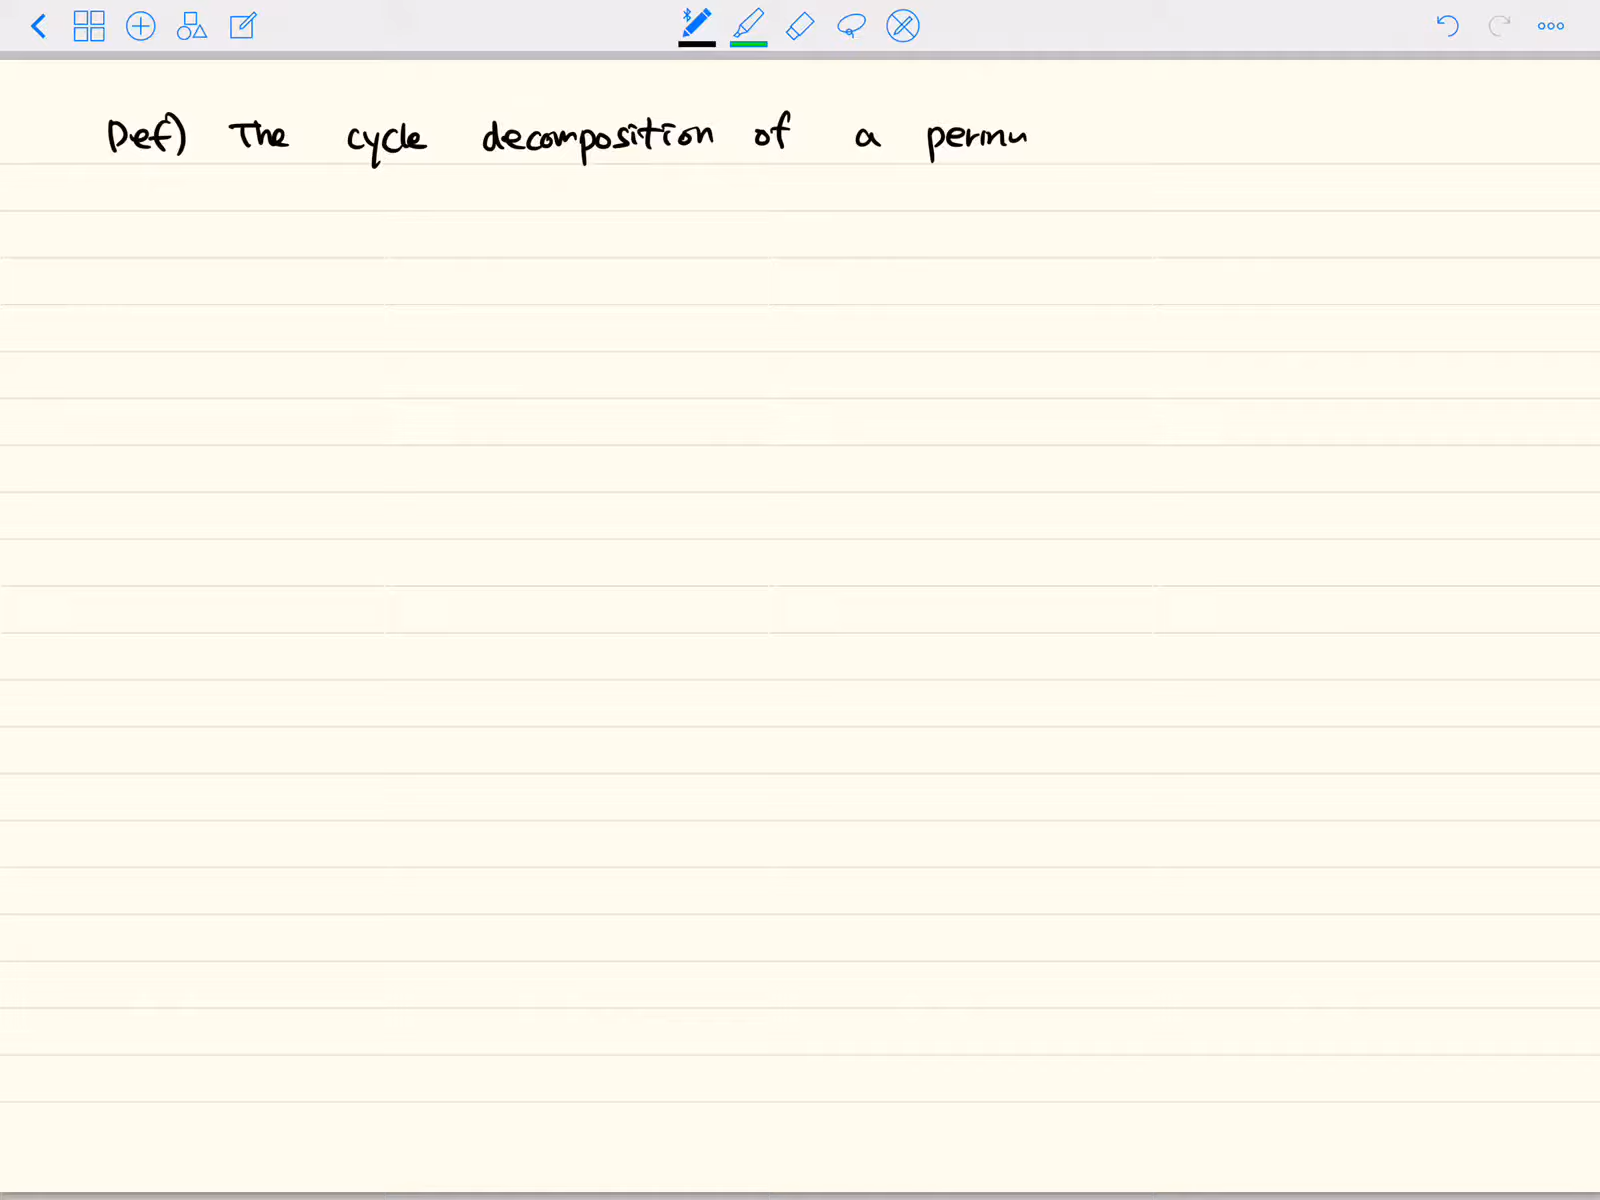 Def) The cycle decomposition of a permu